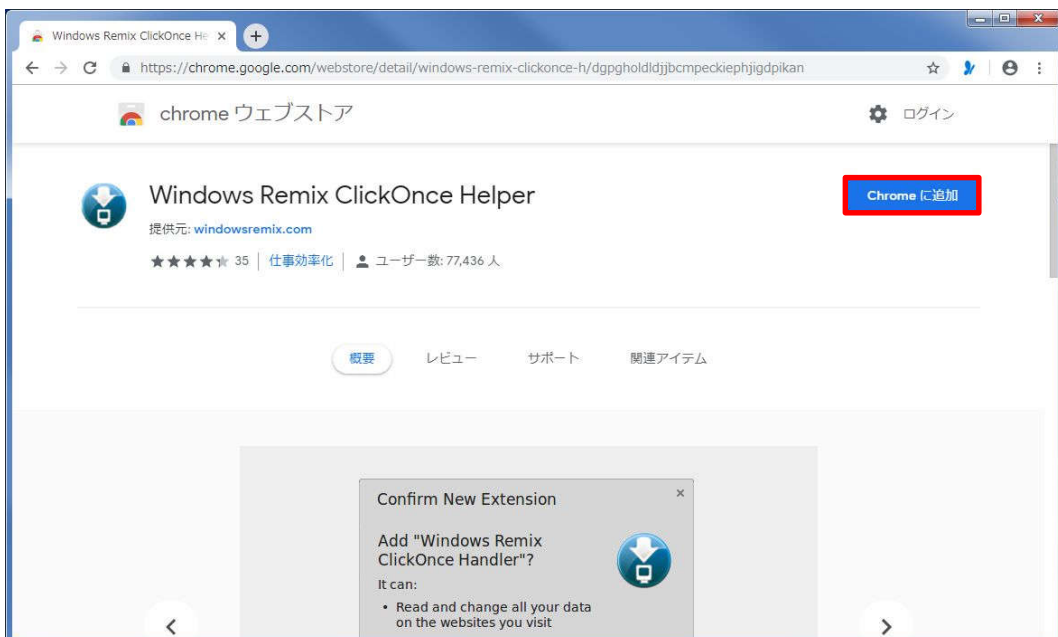 Windows Remix ClickOnce He
https://chrome.google.com/webstore/detail/windows-remix-clickonce-h/dgpgholdldjjbcmpeckiephjigdpikan
chrome ウェブストア
ログイン
Windows Remix ClickOnce Helper
Chrome に追加
提供元: windowsremix.com
35 | 仕事効率化 | ユーザー数: 77,436 人
概要 レビュー サポート 関連アイテム
Confirm New Extension
Add "Windows Remix
ClickOnce Handler"?
It can:
• Read and change all your data
on the websites you visit